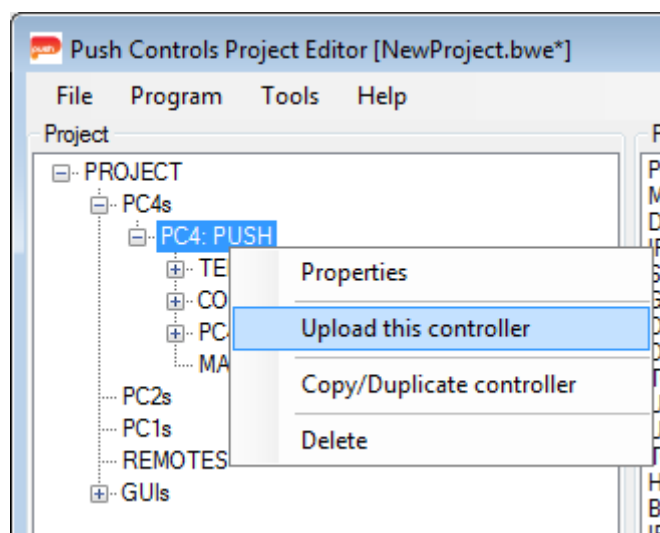 Push Controls Project Editor [NewProject.bwe*]
File Program Tools Help
Project
PROJECT
PC4s
PC4: PUSH
Properties
Upload this controller
Copy/Duplicate controller
Delete
PC2s
PC1s
REMOTES
GUIs